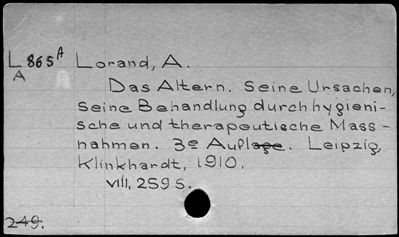 L 865 A Lorand, A.
A
Das Altern. Seine Ursachen,
Seine Behandlung durch hygieni-
sche und therapeutische Mass-
nahmen. 3e Auflage. Leipzig,
Klinkhardt, 1910.
VIII, 259 S.
249.